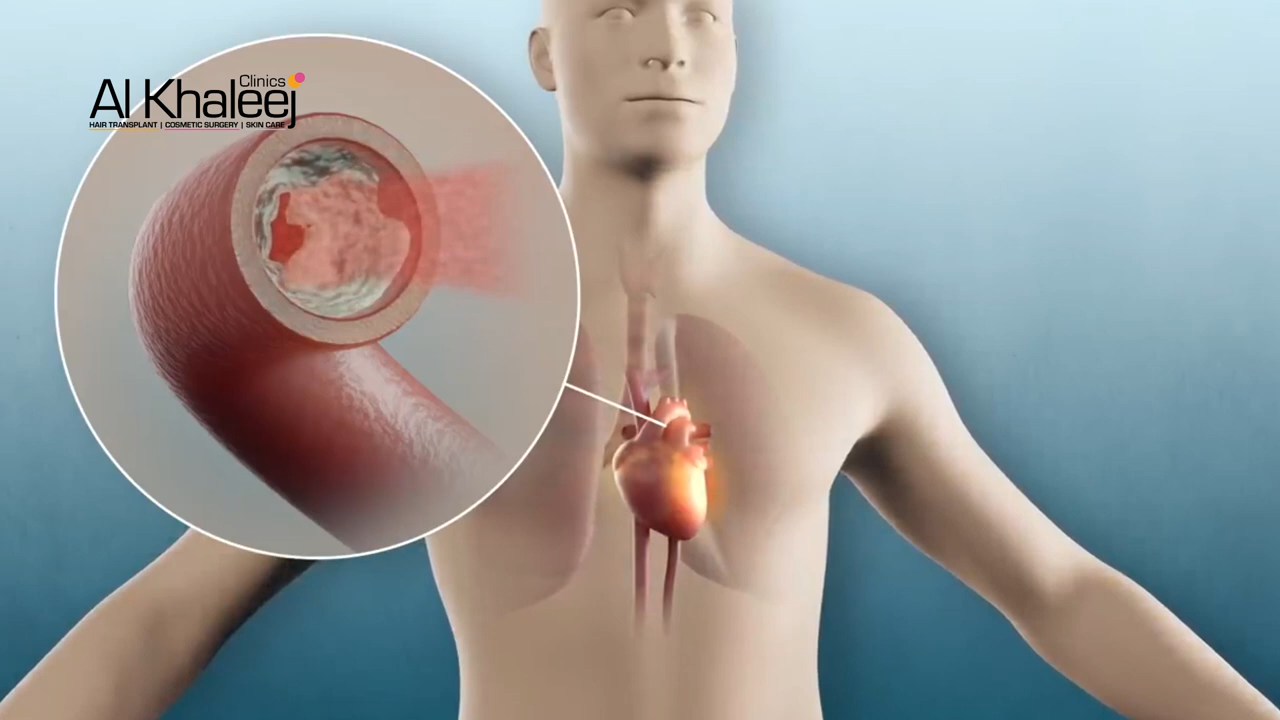 Clinics
Al Khaleej
HAIR TRANSPLANT | COSMETIC SURGERY | SKIN CARE